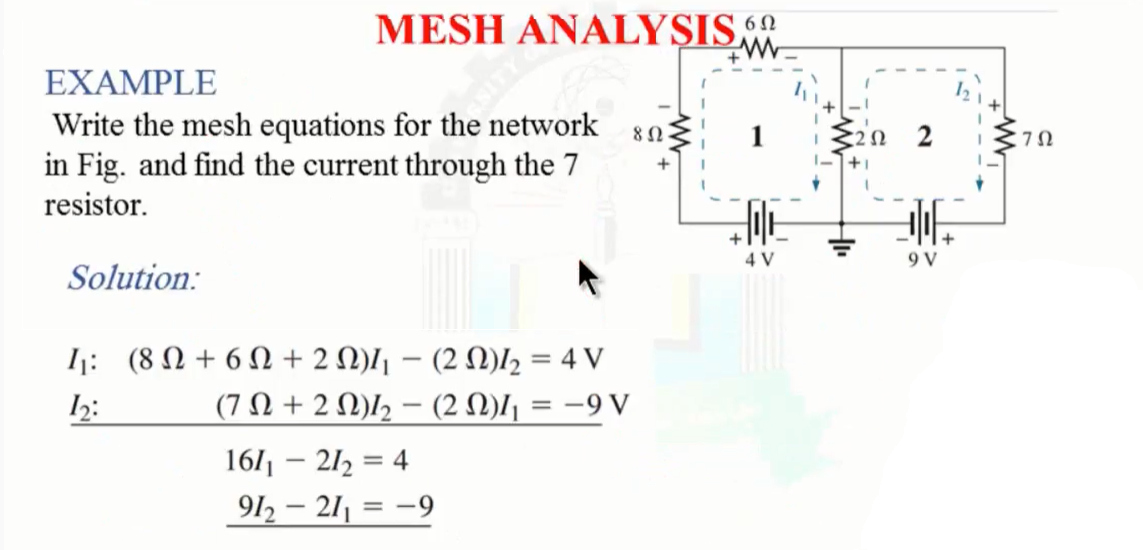 MESH ANALYSIS
EXAMPLE
Write the mesh equations for the network
in Fig. and find the current through the 7
resistor.
Solution:
I₁: (8 Ω + 6 Ω + 2 Ω)I₁ − (2 Ω)I₂ = 4 V
I₂: (7 Ω + 2 Ω)I₂ − (2 Ω)I₁ = −9 V
16I₁ − 2I₂ = 4
9I₂ − 2I₁ = −9
6 Ω
+ −
I₁ I₂
− + − +
8 Ω 1 2 Ω 2 7 Ω
+ − + −
+ − − +
4 V 9 V